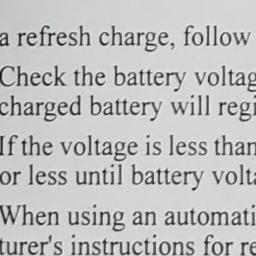 a refresh charge, follow
Check the battery voltag
charged battery will regi
If the voltage is less than
or less until battery volta
When using an automati
turer's instructions for re